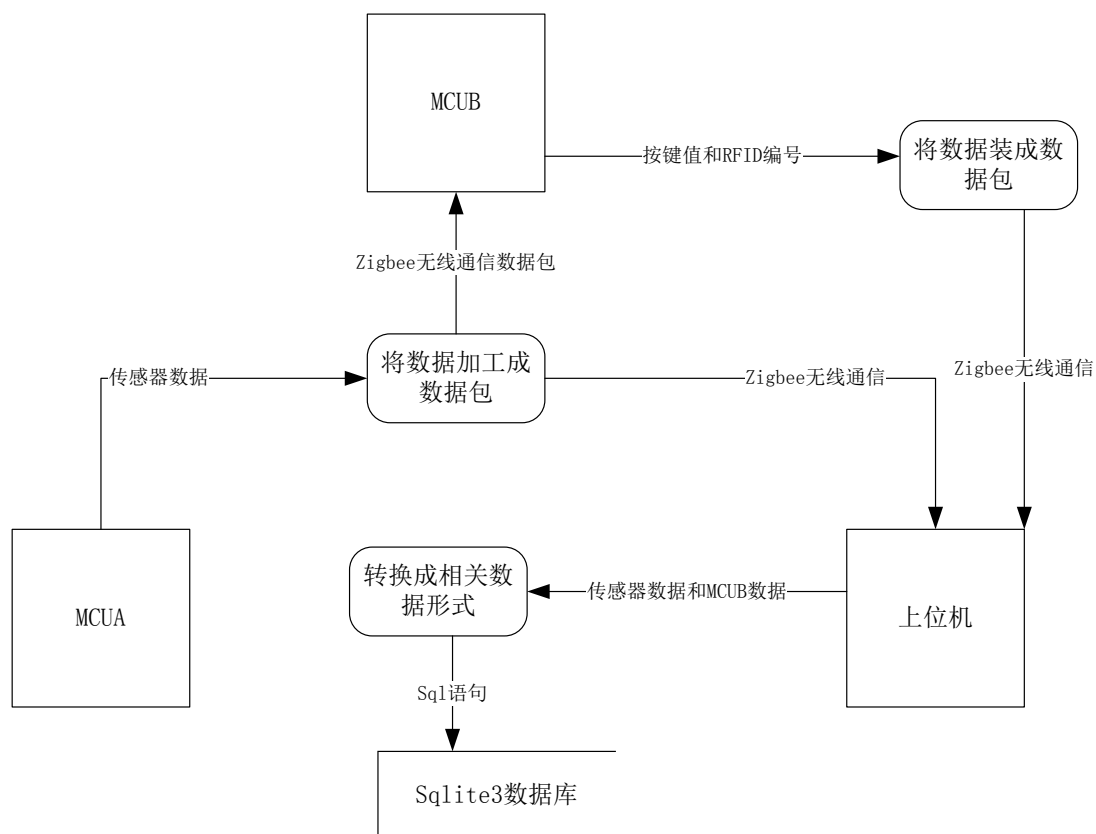 MCUB
按键值和RFID编号
将数据装成数
据包
Zigbee无线通信数据包
传感器数据
将数据加工成
数据包
Zigbee无线通信
Zigbee无线通信
MCUA
转换成相关数
据形式
传感器数据和MCUB数据
上位机
Sql语句
Sqlite3数据库